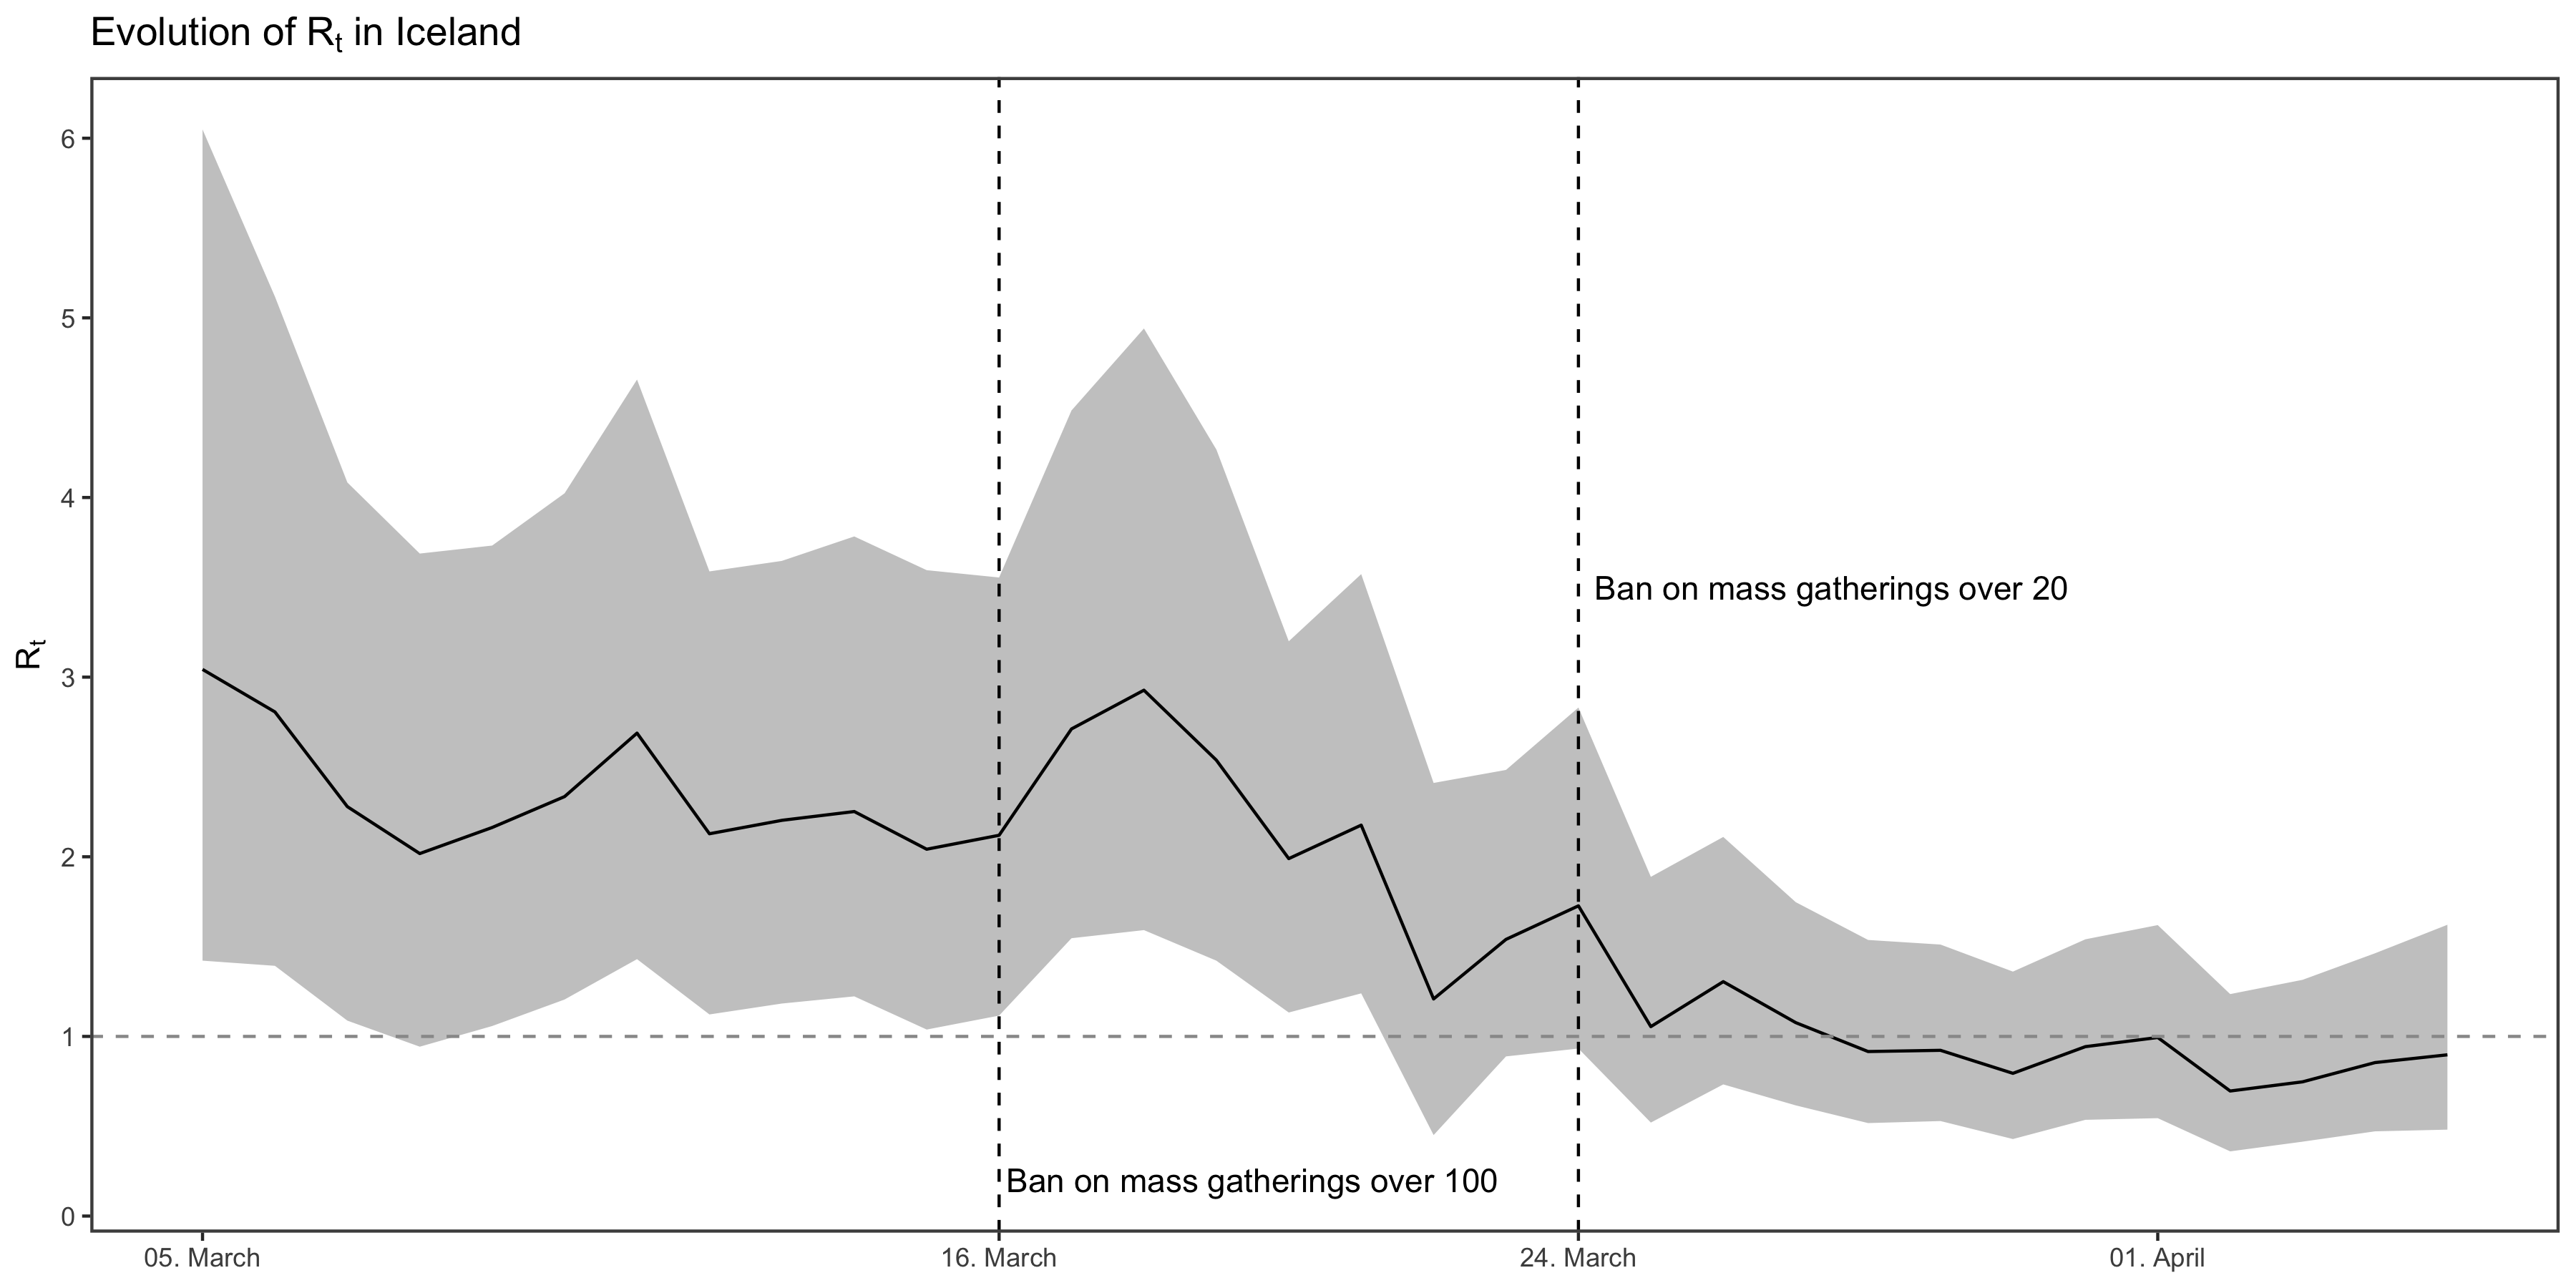 Evolution of Rt in Iceland
6
5
4
3
2
1
0
Rt
Ban on mass gatherings over 20
Ban on mass gatherings over 100
05. March
16. March
24. March
01. April